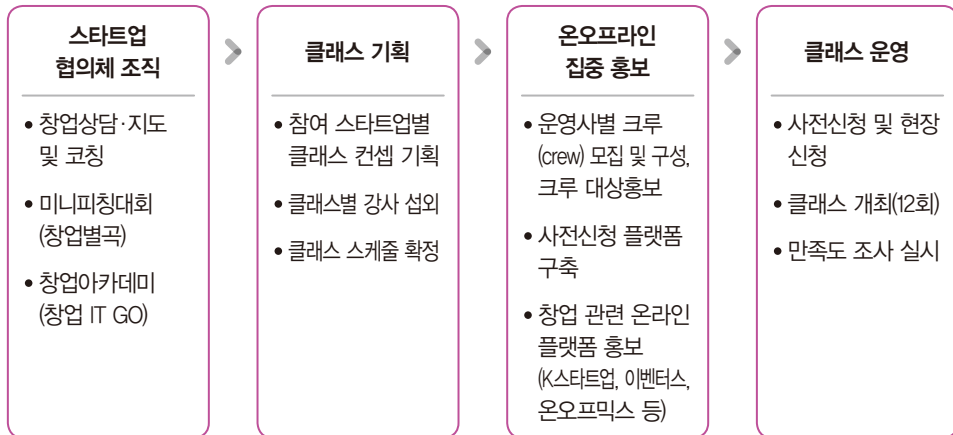 스타트업
협의체 조직
• 창업상담·지도
및 코칭
• 미니피칭대회
(창업별곡)
• 창업아카데미
(창업 IT GO)
클래스 기획
• 참여 스타트업별
클래스 컨셉 기획
• 클래스별 강사 섭외
• 클래스 스케줄 확정
온오프라인
집중 홍보
• 운영사별 크루
(crew) 모집 및 구성,
크루 대상홍보
• 사전신청 플랫폼
구축
• 창업 관련 온라인
플랫폼 홍보
(K스타트업, 이벤터스,
온오프믹스 등)
클래스 운영
• 사전신청 및 현장
신청
• 클래스 개최(12회)
• 만족도 조사 실시